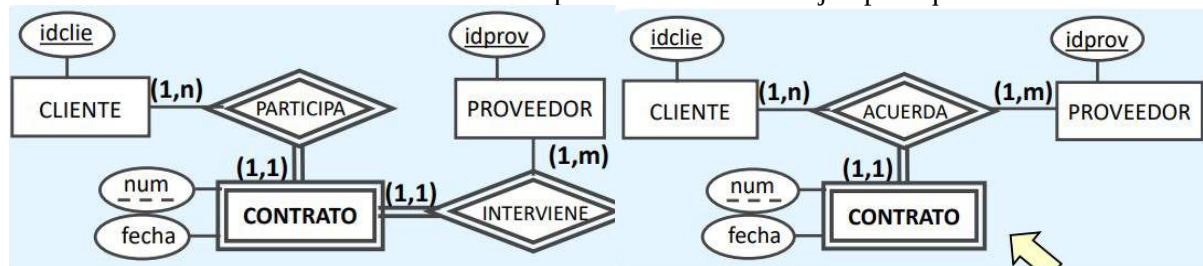 idclie
CLIENTE
(1,n)
PARTICIPA
idprov
PROVEEDOR
(1,m)
(1,1)
num
fecha
CONTRATO
(1,1)
INTERVIENE
idclie
CLIENTE
(1,n)
ACUERDA
(1,m)
idprov
PROVEEDOR
(1,1)
num
fecha
CONTRATO